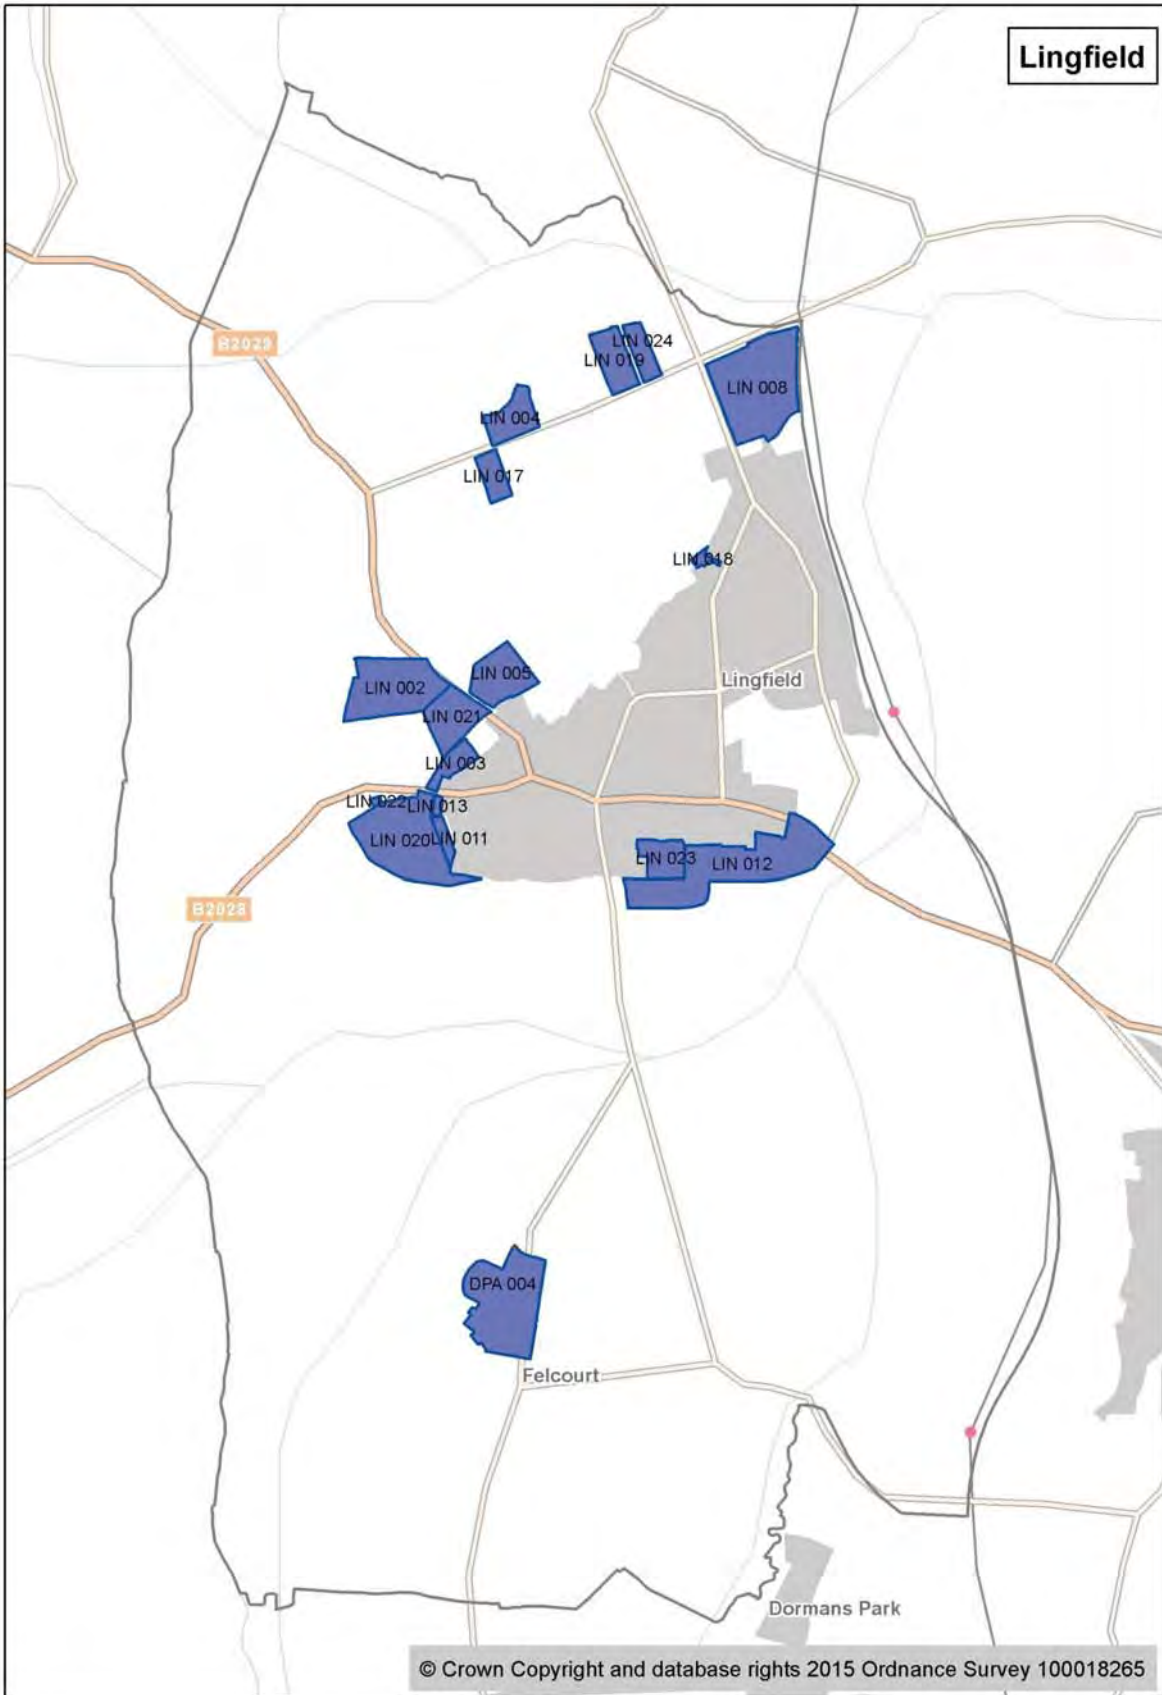 Lingfield
B2029
LIN 024
LIN 019
LIN 008
LIN 004
LIN 017
LIN 018
LIN 005
Lingfield
LIN 002
LIN 021
LIN 003
LIN 022
LIN 013
LIN 020
LIN 011
LIN 023
LIN 012
B2028
DPA 004
Felcourt
Dormans Park
© Crown Copyright and database rights 2015 Ordnance Survey 100018265